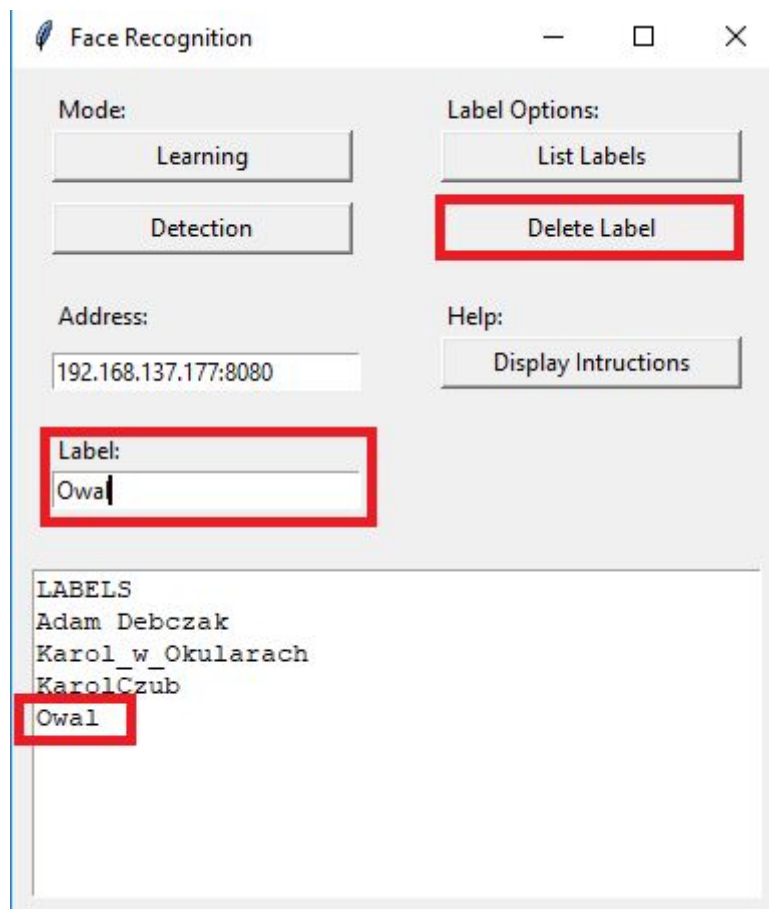 Face Recognition
Mode:
Learning
Detection
Label Options:
List Labels
Delete Label
Address:
192.168.137.177:8080
Help:
Display Intructions
Label:
Owal
LABELS
Adam Debczak
Karol_w_Okularach
KarolCzub
Owal